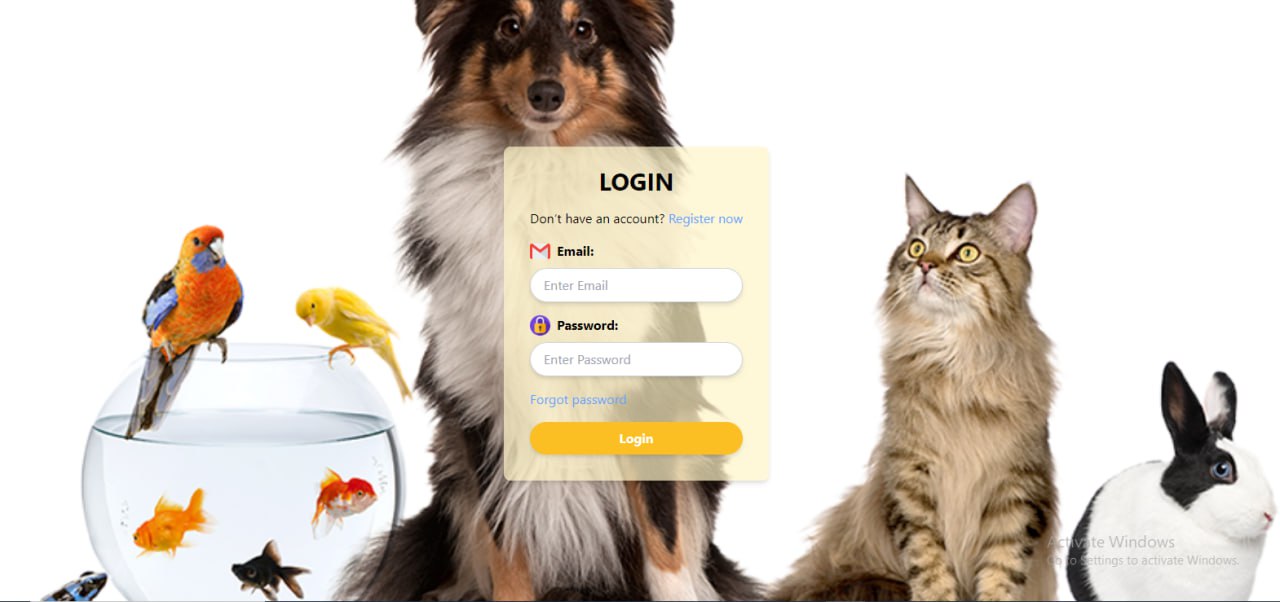 LOGIN
Don't have an account? Register now
Email:
Enter Email
Password:
Enter Password
Forgot password
Login
Activate Windows
Go to Settings to activate Windows.